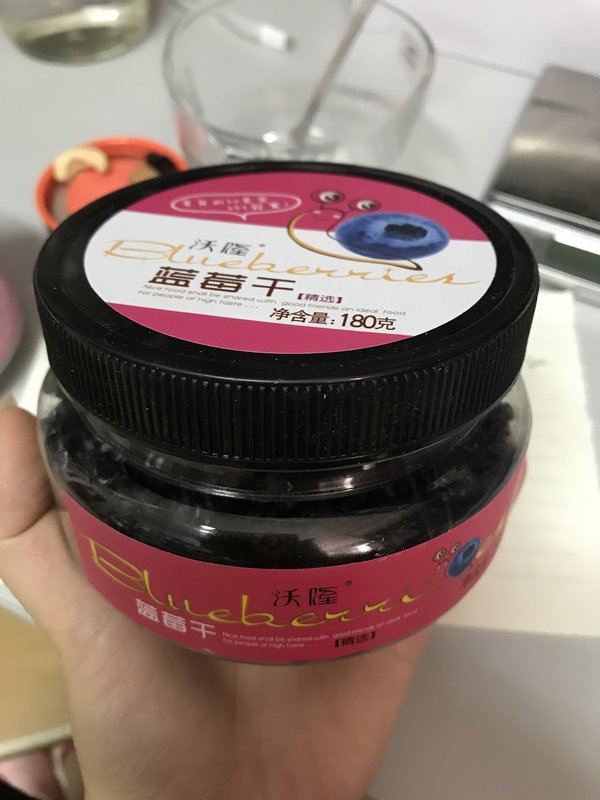 沃隆®
Blueberries
蓝莓干
【精选】
Nice food shall be shared with good friends an ideal food
for people of high taste...
净含量:180克
沃隆®
Blueberries
蓝莓干
Nice food shall be shared with good friends an ideal food
for people of high taste...
【精选】